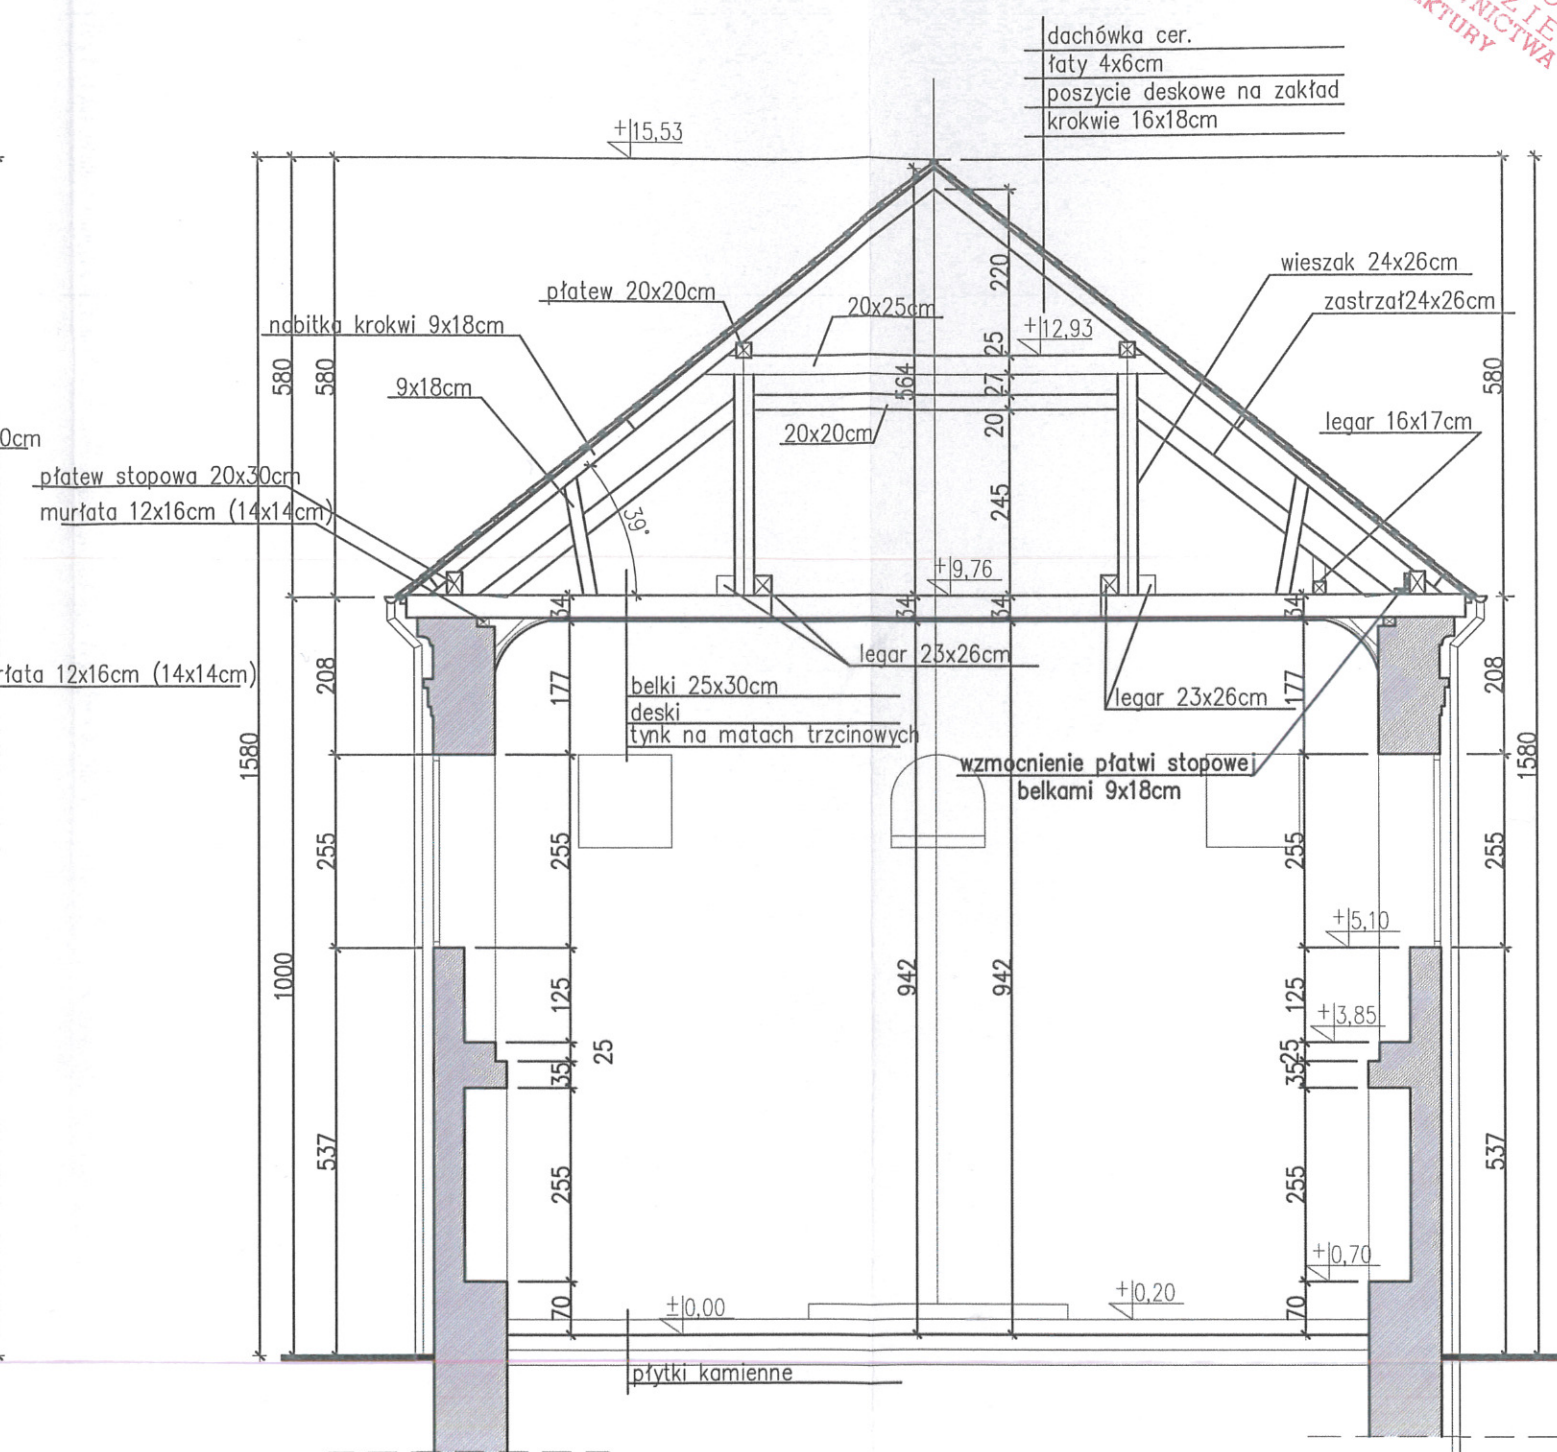 dachówka cer.
łaty 4x6cm
poszycie deskowe na zakład
krokwie 16x18cm
+15,53
wieszak 24x26cm
zastrzał24x26cm
płatew 20x20cm
20x25cm
+12,93
nabitka krokwi 9x18cm
9x18cm
20x20cm
legar 16x17cm
0cm
płatew stopowa 20x30cm
murłata 12x16cm (14x14cm)
39°
+9,76
220
25
27
20
245
564
580
580
580
34
34
34
34
legar 23x26cm
legar 23x26cm
rłata 12x16cm (14x14cm)
belki 25x30cm
deski
tynk na matach trzcinowych
wzmocnienie płatwi stopowej
belkami 9x18cm
208
177
177
208
1580
1580
255
255
255
255
+5,10
1000
942
942
125
125
+3,85
25
35
25
35
537
255
255
537
+0,70
70
±0,00
+0,20
70
płytki kamienne
NICTWA
KTURY